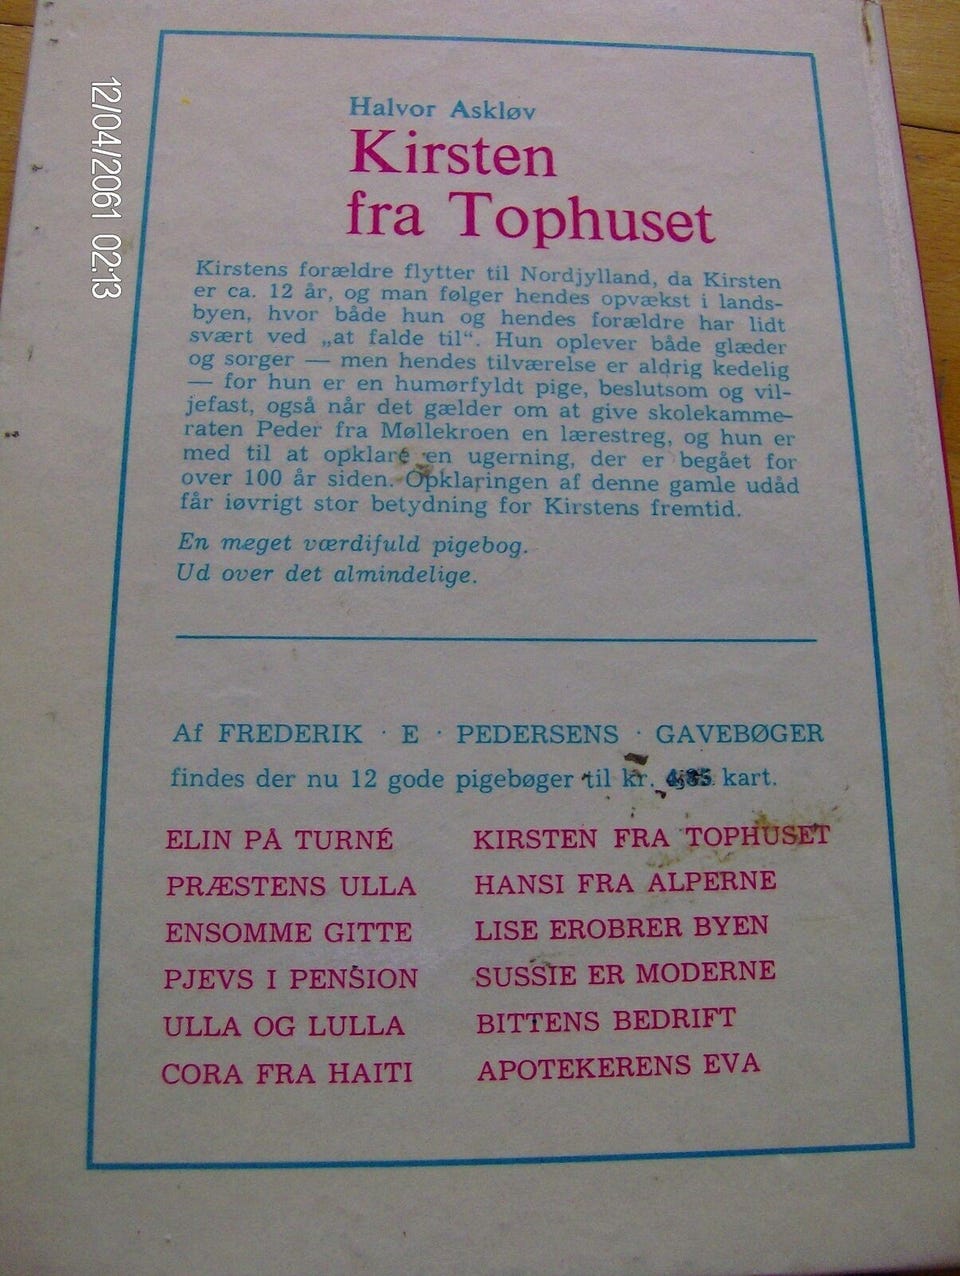 12/04/2061 02:13
Halvor Askløv
Kirsten
fra Tophuset
Kirstens forældre flytter til Nordjylland, da Kirsten
er ca. 12 år, og man følger hendes opvækst i lands-
byen, hvor både hun og hendes forældre har lidt
svært ved „at falde til“. Hun oplever både glæder
og sorger — men hendes tilværelse er aldrig kedelig
— for hun er en humørfyldt pige, beslutsom og vil-
jefast, også når det gælder om at give skolekamme-
raten Peder fra Møllekroen en lærestreg, og hun er
med til at opklare en ugerning, der er begået for
over 100 år siden. Opklaringen af denne gamle udåd
får iøvrigt stor betydning for Kirstens fremtid.
En meget værdifuld pigebog.
Ud over det almindelige.
Af FREDERIK · E · PEDERSENS · GAVEBØGER
findes der nu 12 gode pigebøger til kr. kart.
ELIN PÅ TURNÉ
PRÆSTENS ULLA
ENSOMME GITTE
PJEVS I PENSION
ULLA OG LULLA
CORA FRA HAITI
KIRSTEN FRA TOPHUSET
HANSI FRA ALPERNE
LISE EROBRER BYEN
SUSSIE ER MODERNE
BITTENS BEDRIFT
APOTEKERENS EVA